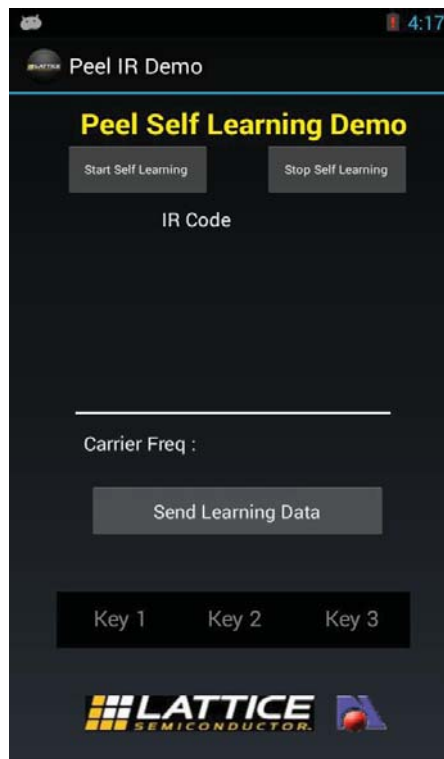 4:17
Peel IR Demo
Peel Self Learning Demo
Start Self Learning
Stop Self Learning
IR Code
Carrier Freq :
Send Learning Data
Key 1
Key 2
Key 3
LATTICE
SEMICONDUCTOR.